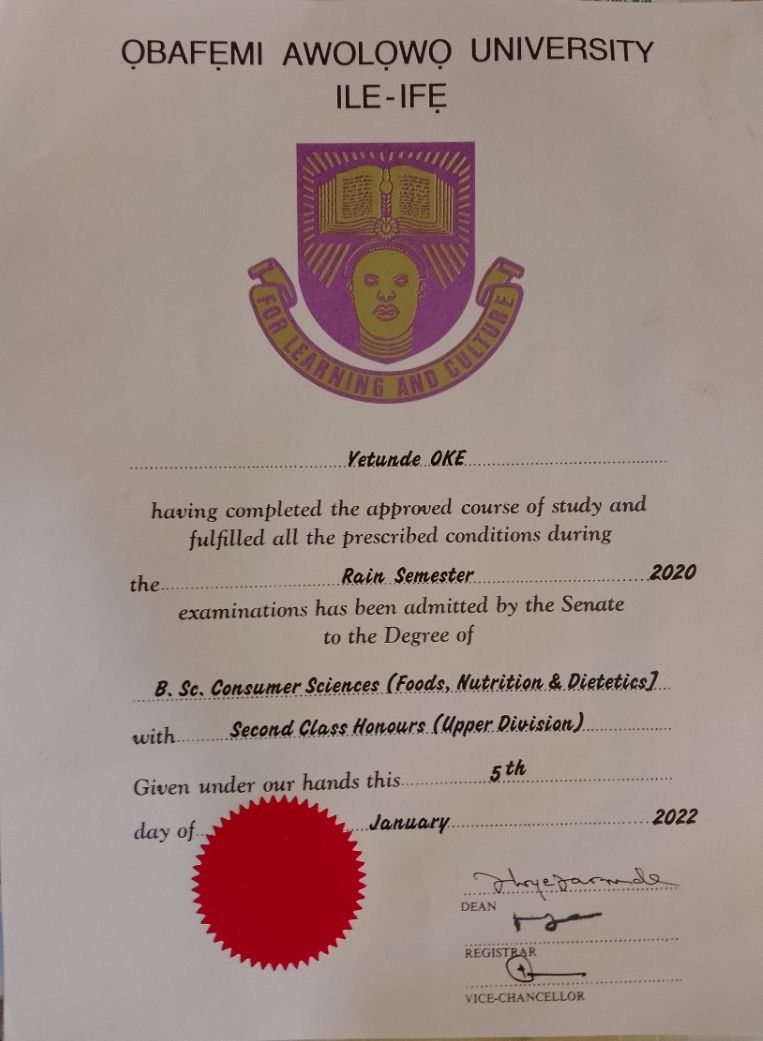 ỌBAFẸMI AWOLỌWỌ UNIVERSITY
ILE-IFẸ
FOR LEARNING AND CULTURE
Yetunde OKE
having completed the approved course of study and
fulfilled all the prescribed conditions during
the Rain Semester 2020
examinations has been admitted by the Senate
to the Degree of
B. Sc. Consumer Sciences (Foods, Nutrition & Dietetics]
with Second Class Honours (Upper Division)
Given under our hands this 5th
day of January 2022
DEAN
REGISTRAR
VICE-CHANCELLOR